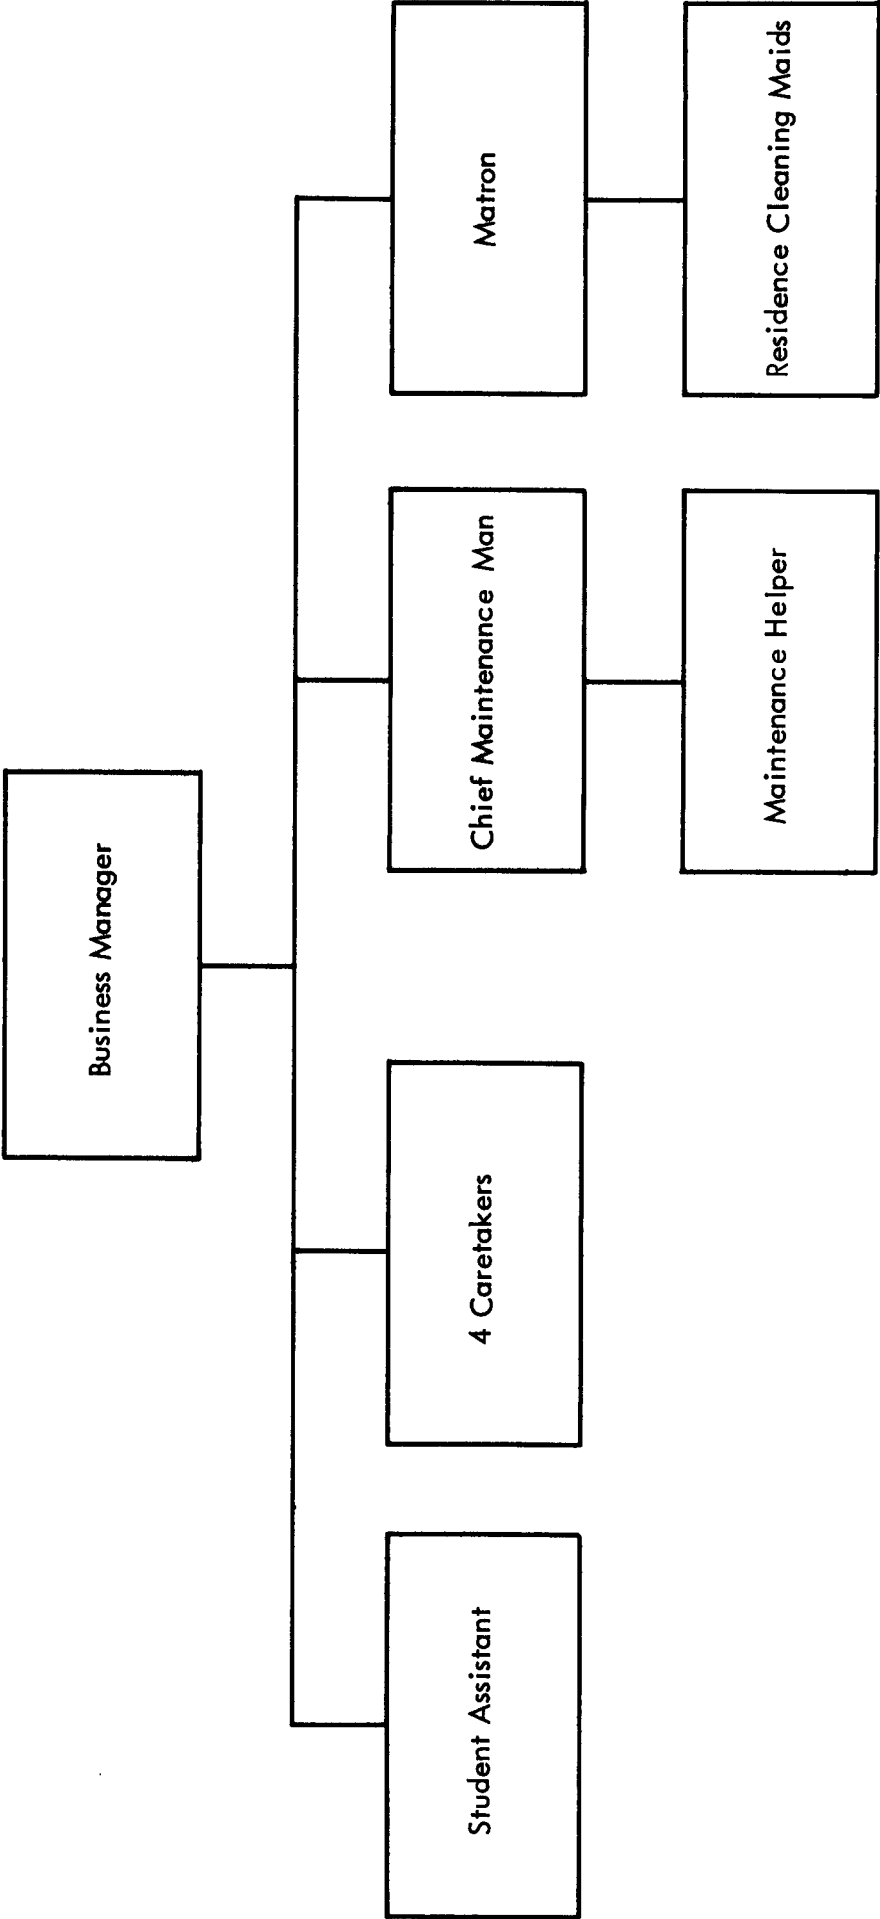 Business Manager
Student Assistant
4 Caretakers
Chief Maintenance Man
Matron
Maintenance Helper
Residence Cleaning Maids